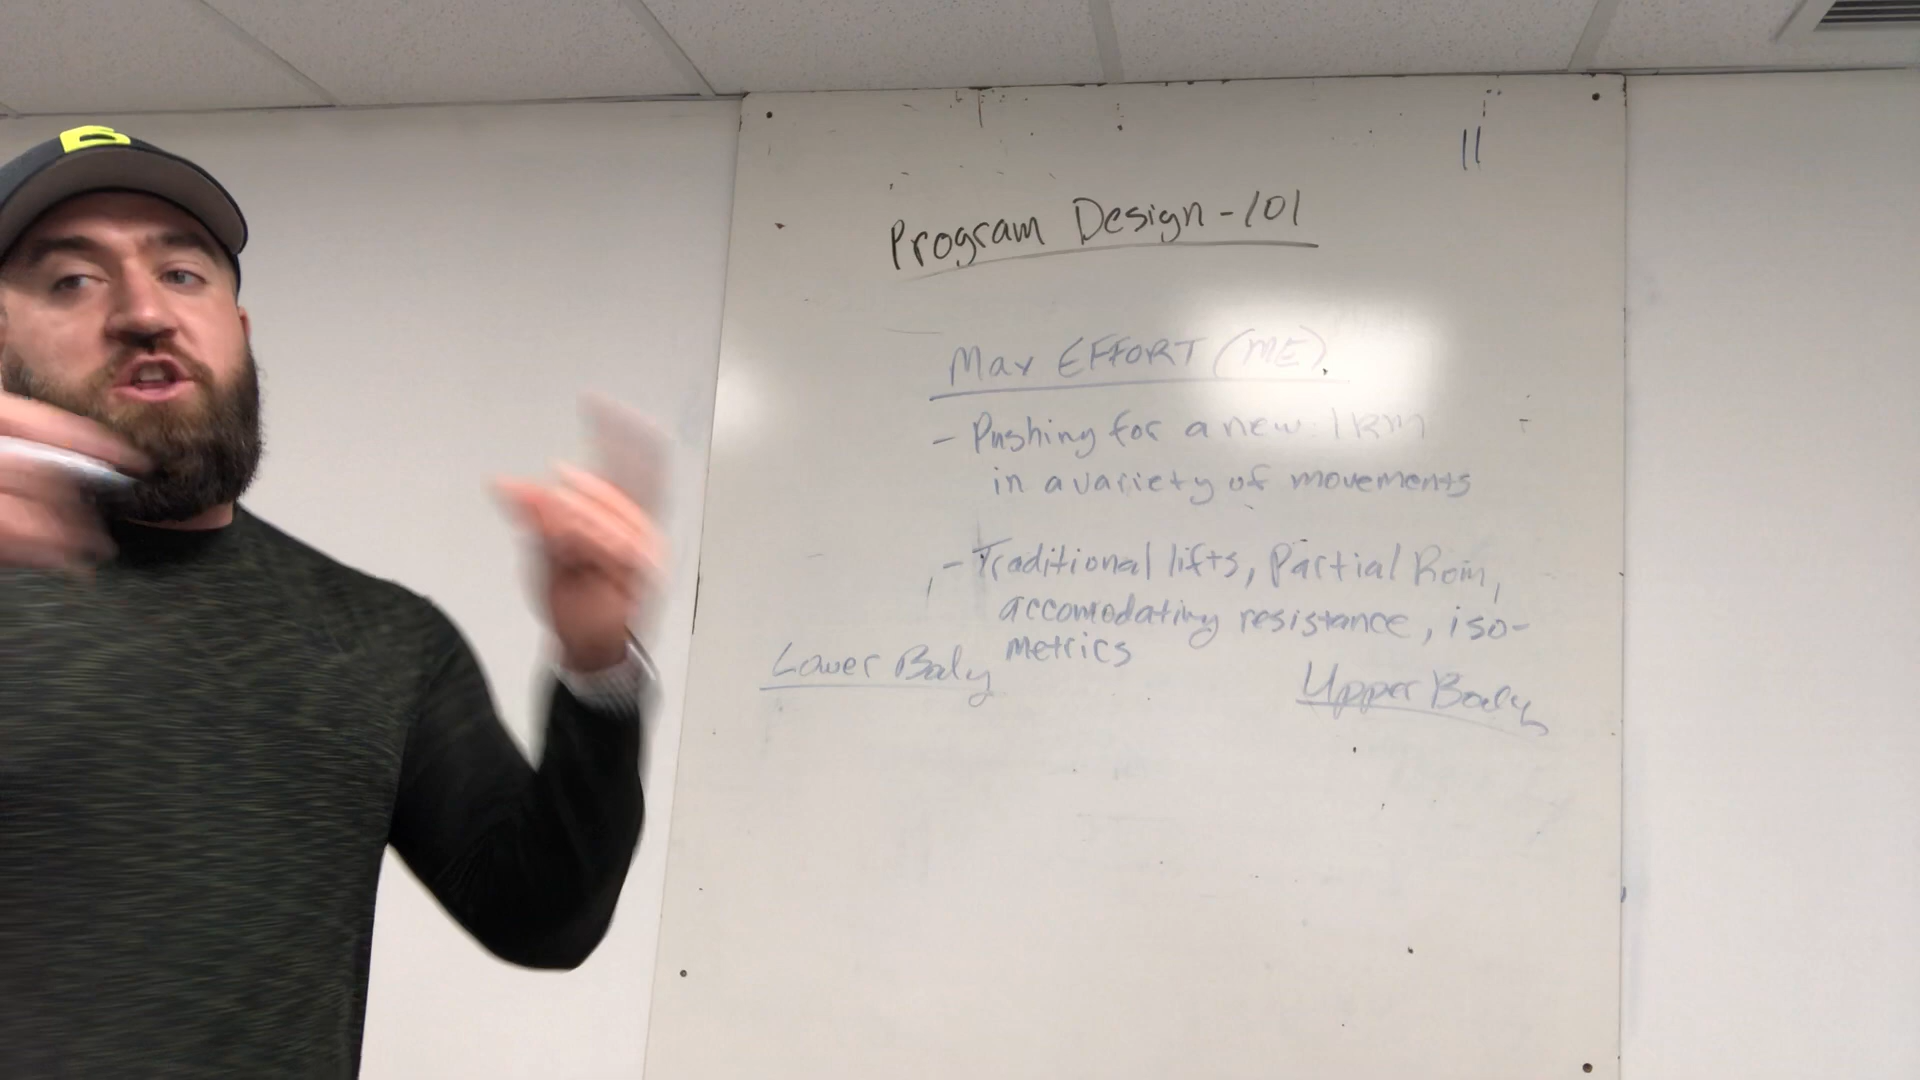 11
Program Design - 101
Max EFFORT (ME)
- Pushing for a new 1RM
in a variety of movements
- Traditional lifts, Partial Rom,
accomodating resistance, iso-
metrics
Lower Body
Upper Body